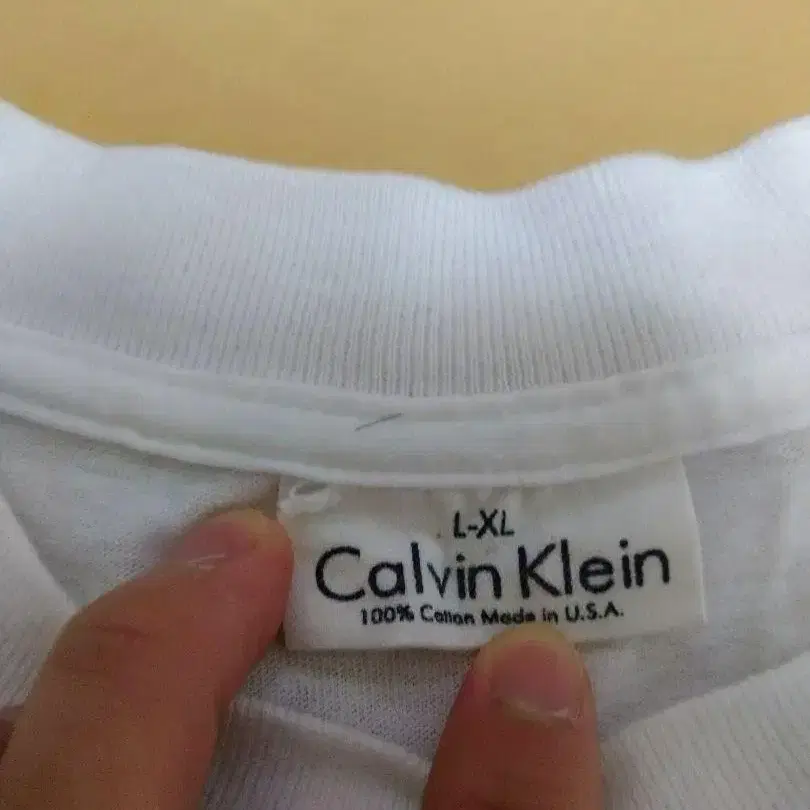 L-XL
Calvin Klein
100% Cotton Made in U.S.A.